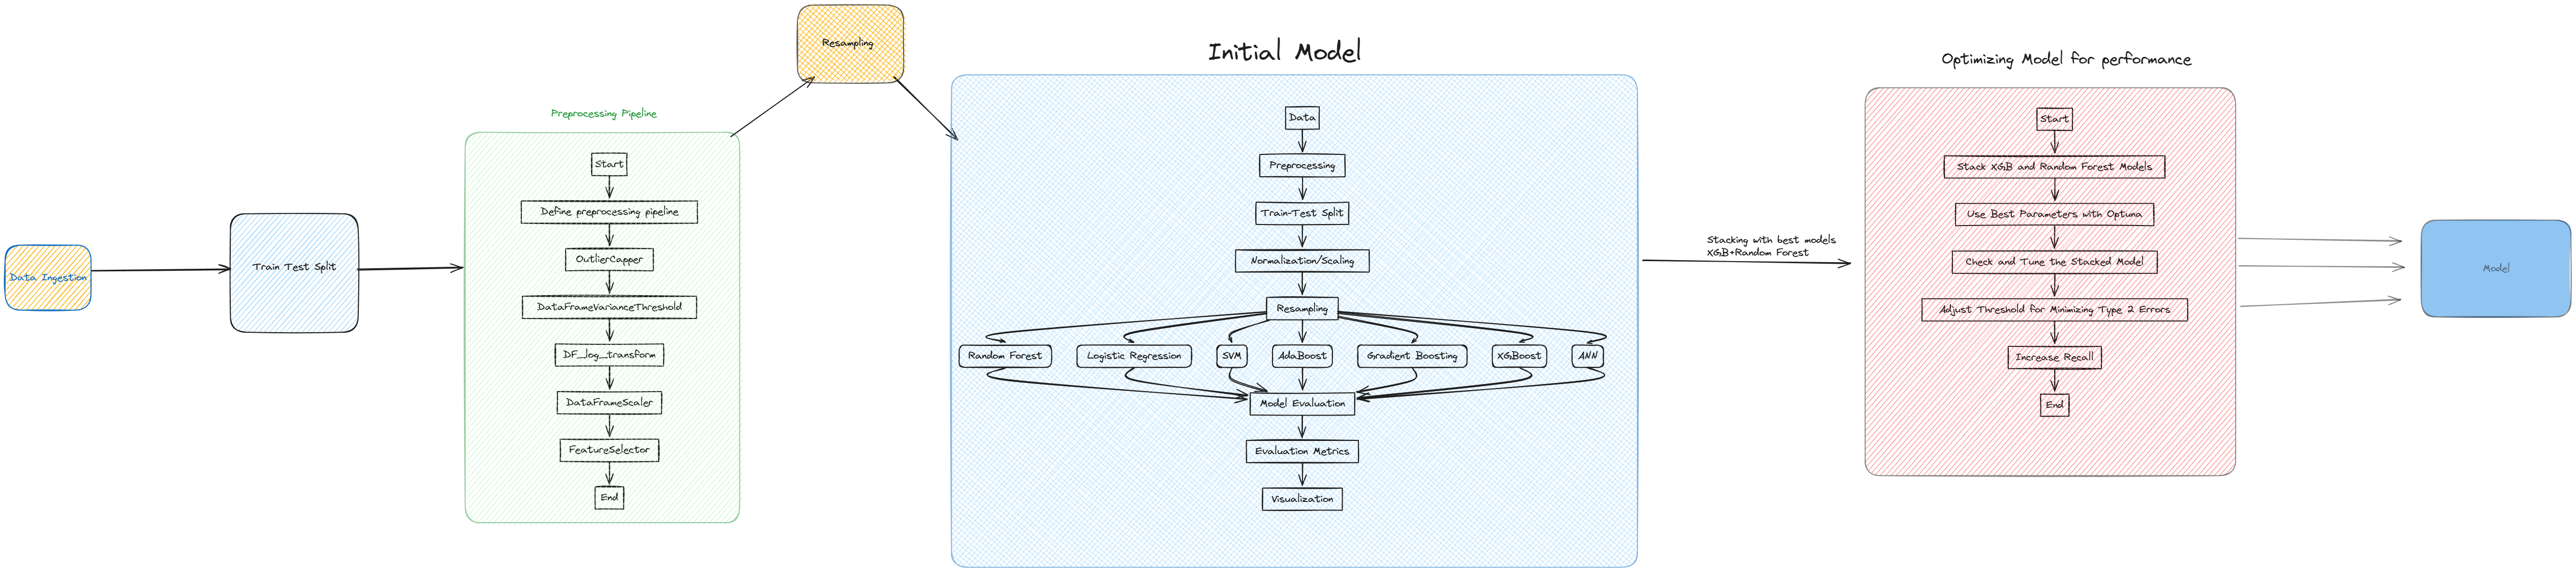 Data Ingestion
Train Test Split
Preprocessing Pipeline
Start
Define preprocessing pipeline
OutlierCapper
DataFrameVarianceThreshold
DF_log_transform
DataFrameScaler
FeatureSelector
End
Resampling
Initial Model
Data
Preprocessing
Train-Test Split
Normalization/Scaling
Resampling
Random Forest
Logistic Regression
SVM
AdaBoost
Gradient Boosting
XGBoost
ANN
Model Evaluation
Evaluation Metrics
Visualization
Stacking with best models
XGB+Random Forest
Optimizing Model for performance
Start
Stack XGB and Random Forest Models
Use Best Parameters with Optuna
Check and Tune the Stacked Model
Adjust Threshold for Minimizing Type 2 Errors
Increase Recall
End
Model